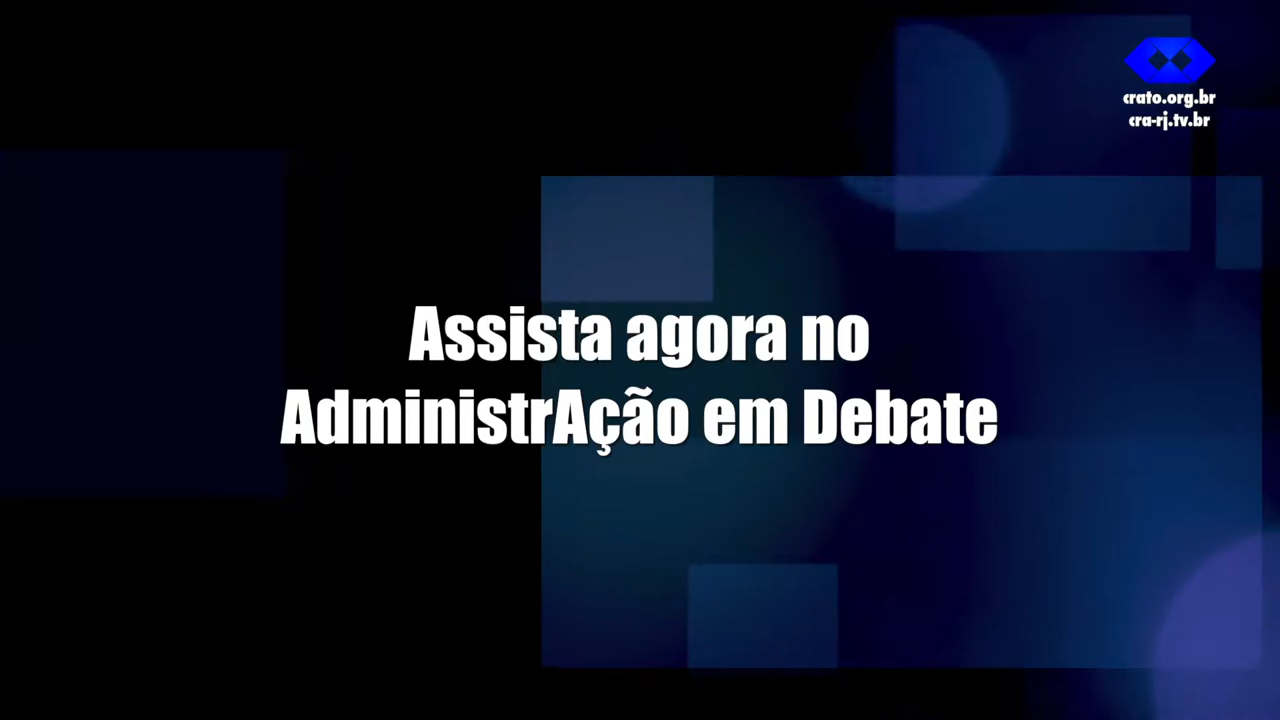 crato.org.br
cra-rj.tv.br
Assista agora no
AdministrAção em Debate